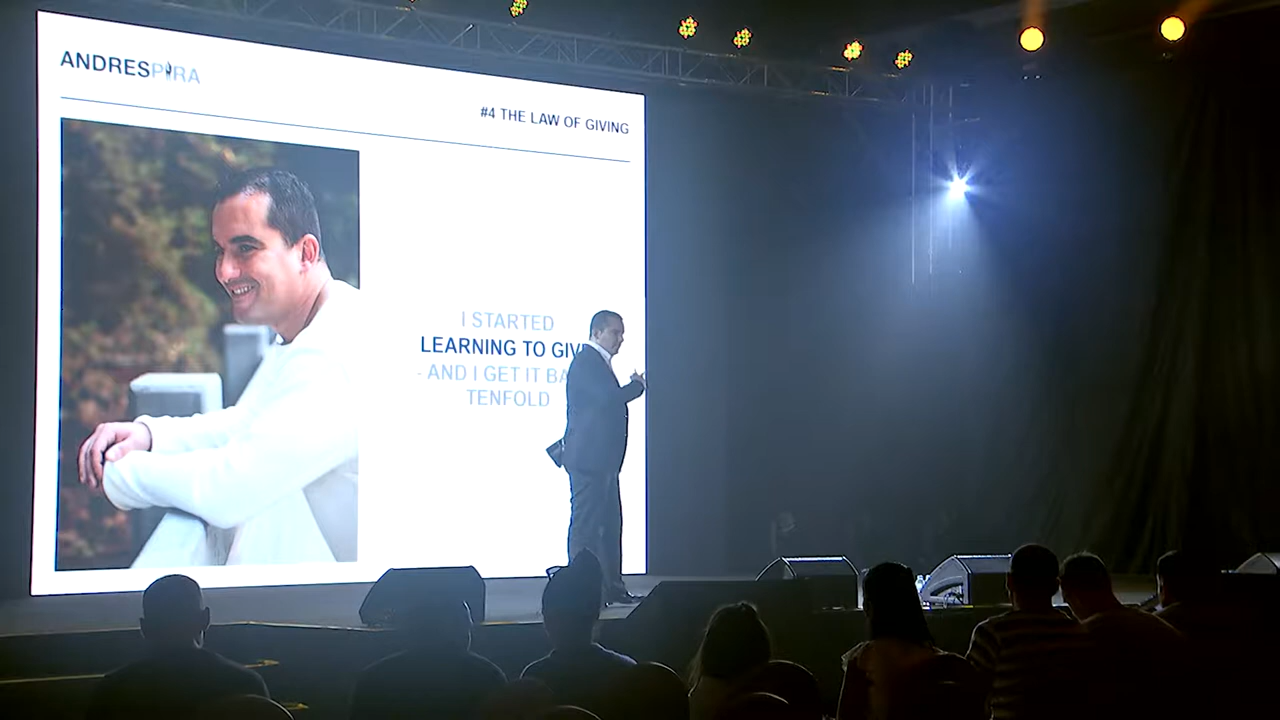 ANDRESPIRA
#4 THE LAW OF GIVING
I STARTED
LEARNING TO GIV
- AND I GET IT BA
TENFOLD